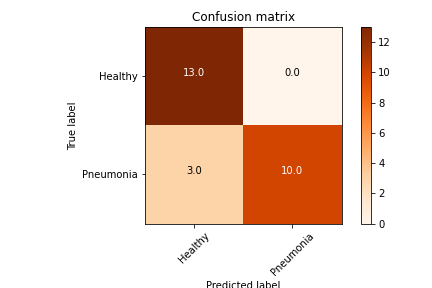 Confusion matrix
True label
Healthy
13.0 0.0
Pneumonia
3.0 10.0
Healthy
Pneumonia
Predicted label
12
10
8
6
4
2
0